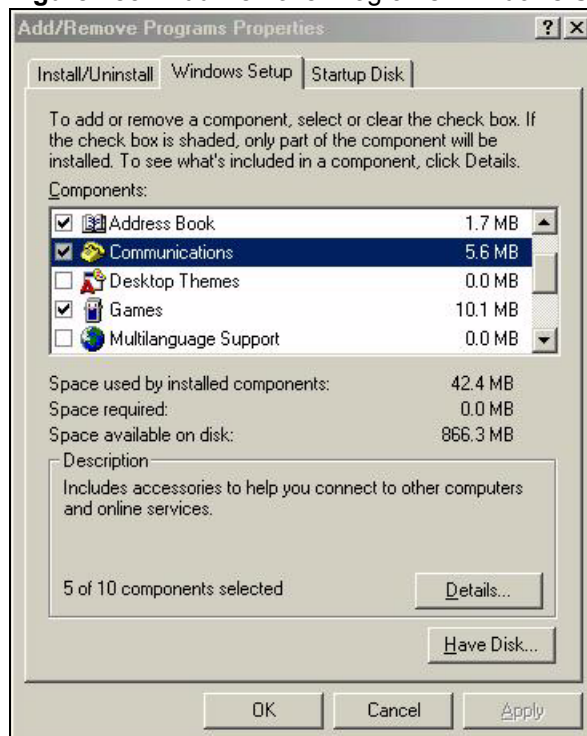 Add/Remove Programs Properties
Install/Uninstall Windows Setup Startup Disk
To add or remove a component, select or clear the check box. If
the check box is shaded, only part of the component will be
installed. To see what's included in a component, click Details.
Components:
Address Book 1.7 MB
Communications 5.6 MB
Desktop Themes 0.0 MB
Games 10.1 MB
Multilanguage Support 0.0 MB
Space used by installed components: 42.4 MB
Space required: 0.0 MB
Space available on disk: 866.3 MB
Description
Includes accessories to help you connect to other computers
and online services.
5 of 10 components selected
Details...
Have Disk...
OK Cancel Apply